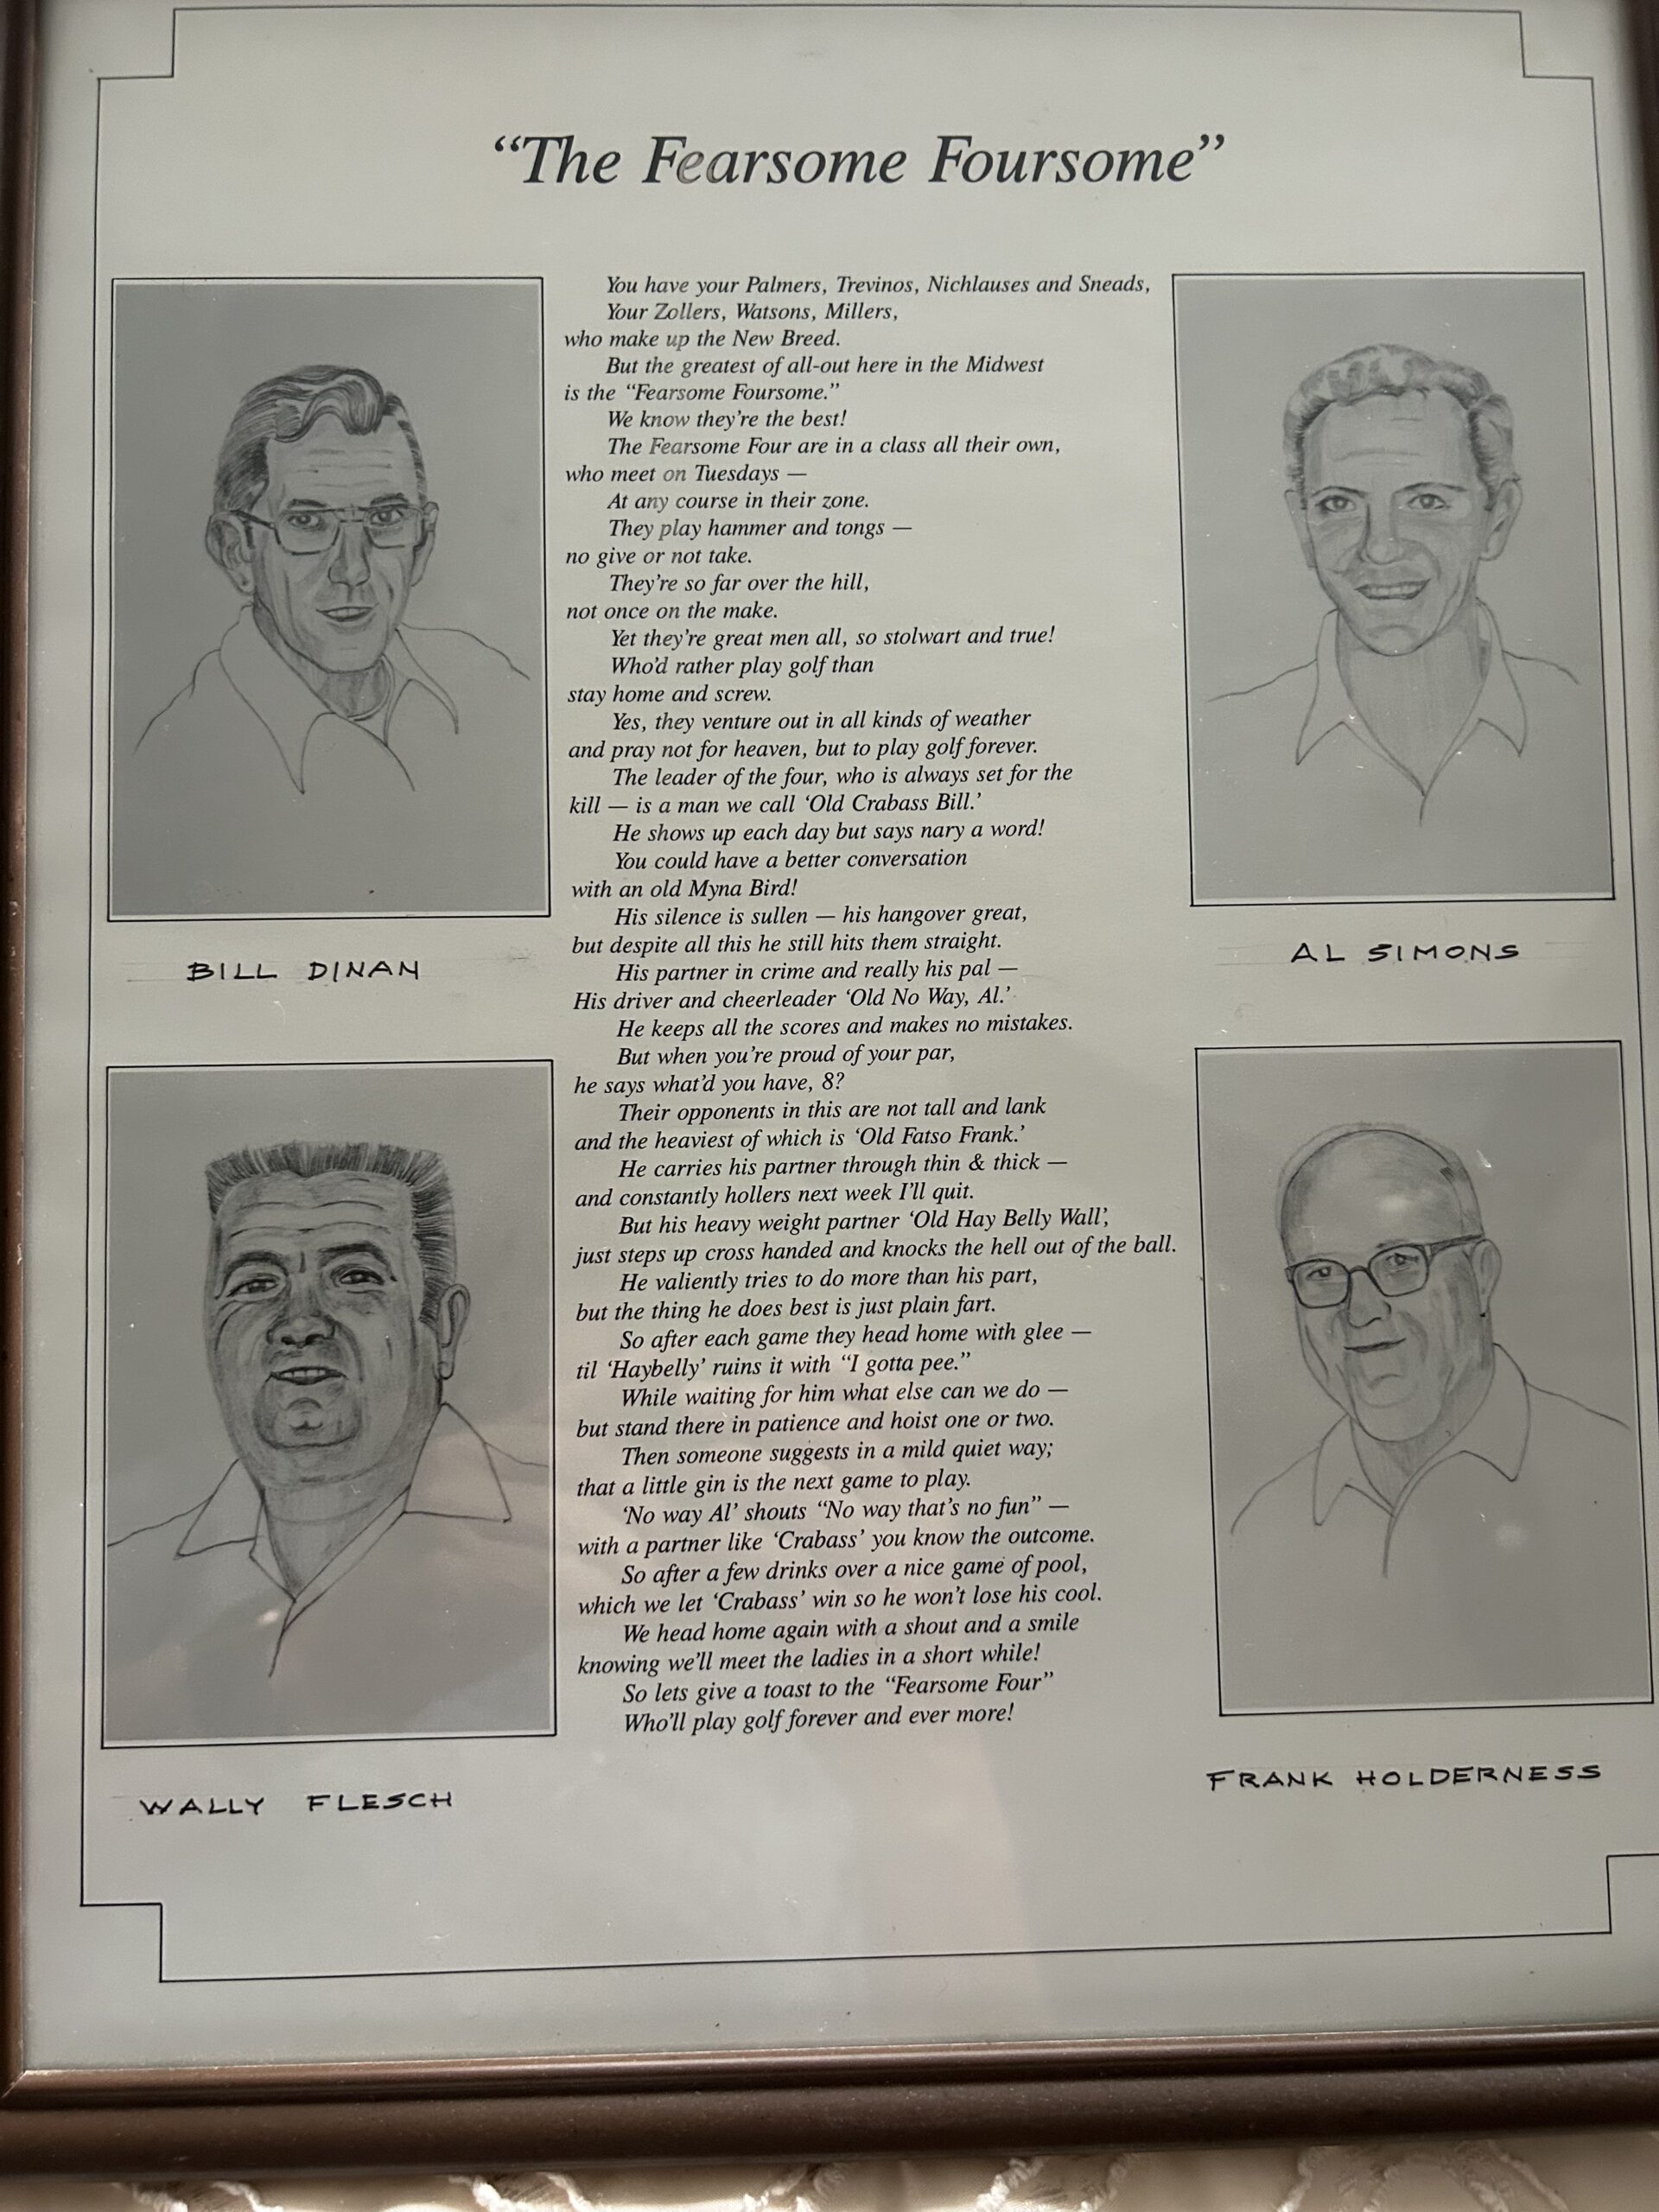 “The Fearsome Foursome”
You have your Palmers, Trevinos, Nichlauses and Sneads,
Your Zollers, Watsons, Millers,
who make up the New Breed.
But the greatest of all-out here in the Midwest
is the “Fearsome Foursome.”
We know they’re the best!
The Fearsome Four are in a class all their own,
who meet on Tuesdays —
At any course in their zone.
They play hammer and tongs —
no give or not take.
They’re so far over the hill,
not once on the make.
Yet they’re great men all, so stolwart and true!
Who’d rather play golf than
stay home and screw.
Yes, they venture out in all kinds of weather
and pray not for heaven, but to play golf forever.
The leader of the four, who is always set for the
kill — is a man we call ‘Old Crabass Bill.’
He shows up each day but says nary a word!
You could have a better conversation
with an old Myna Bird!
His silence is sullen — his hangover great,
but despite all this he still hits them straight.
His partner in crime and really his pal —
His driver and cheerleader ‘Old No Way, Al.’
He keeps all the scores and makes no mistakes.
But when you’re proud of your par,
he says what’d you have, 8?
Their opponents in this are not tall and lank
and the heaviest of which is ‘Old Fatso Frank.’
He carries his partner through thin & thick —
and constantly hollers next week I’ll quit.
But his heavy weight partner ‘Old Hay Belly Wall’,
just steps up cross handed and knocks the hell out of the ball.
He valiently tries to do more than his part,
but the thing he does best is just plain fart.
So after each game they head home with glee —
til ‘Haybelly’ ruins it with “I gotta pee.”
While waiting for him what else can we do —
but stand there in patience and hoist one or two.
Then someone suggests in a mild quiet way;
that a little gin is the next game to play.
‘No way Al’ shouts “No way that’s no fun” —
with a partner like ‘Crabass’ you know the outcome.
So after a few drinks over a nice game of pool,
which we let ‘Crabass’ win so he won’t lose his cool.
We head home again with a shout and a smile
knowing we’ll meet the ladies in a short while!
So lets give a toast to the “Fearsome Four”
Who’ll play golf forever and ever more!
BILL DINAN
AL SIMONS
WALLY FLESCH
FRANK HOLDERNESS